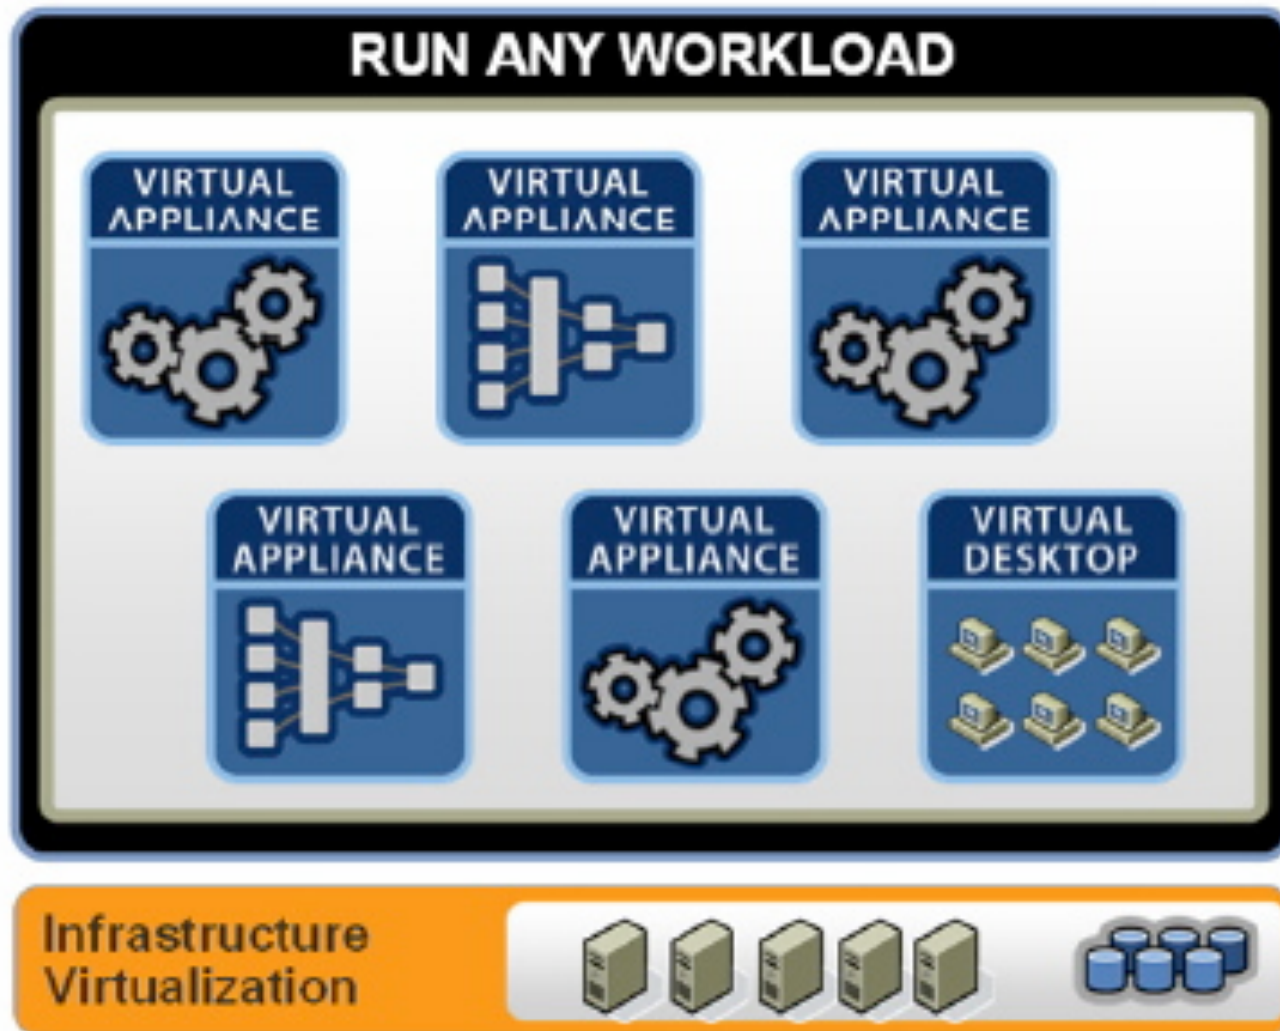 RUN ANY WORKLOAD
VIRTUAL
APPLIANCE
VIRTUAL
APPLIANCE
VIRTUAL
APPLIANCE
VIRTUAL
APPLIANCE
VIRTUAL
APPLIANCE
VIRTUAL
DESKTOP
Infrastructure
Virtualization